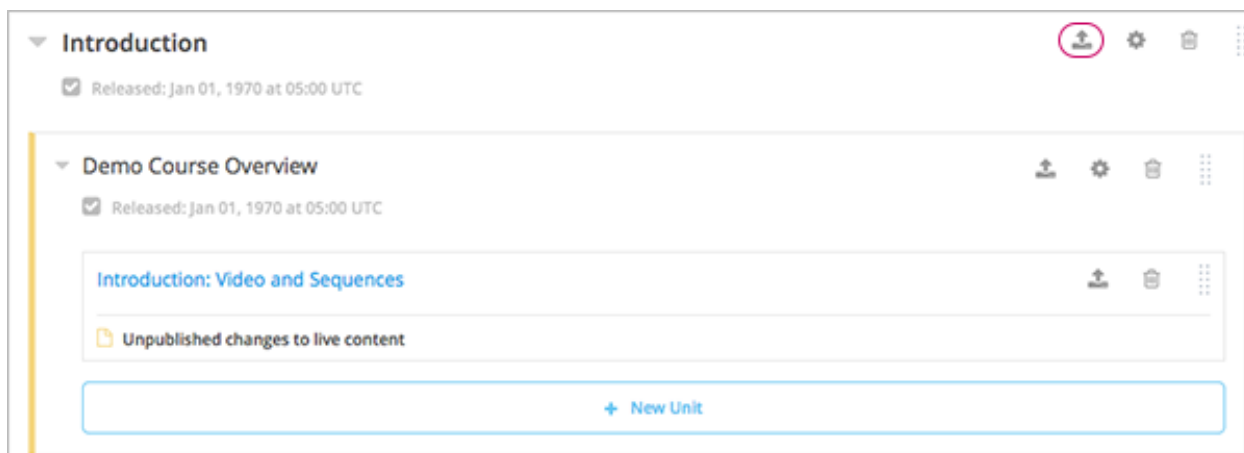 Introduction
Released: Jan 01, 1970 at 05:00 UTC
Demo Course Overview
Released: Jan 01, 1970 at 05:00 UTC
Introduction: Video and Sequences
Unpublished changes to live content
+ New Unit